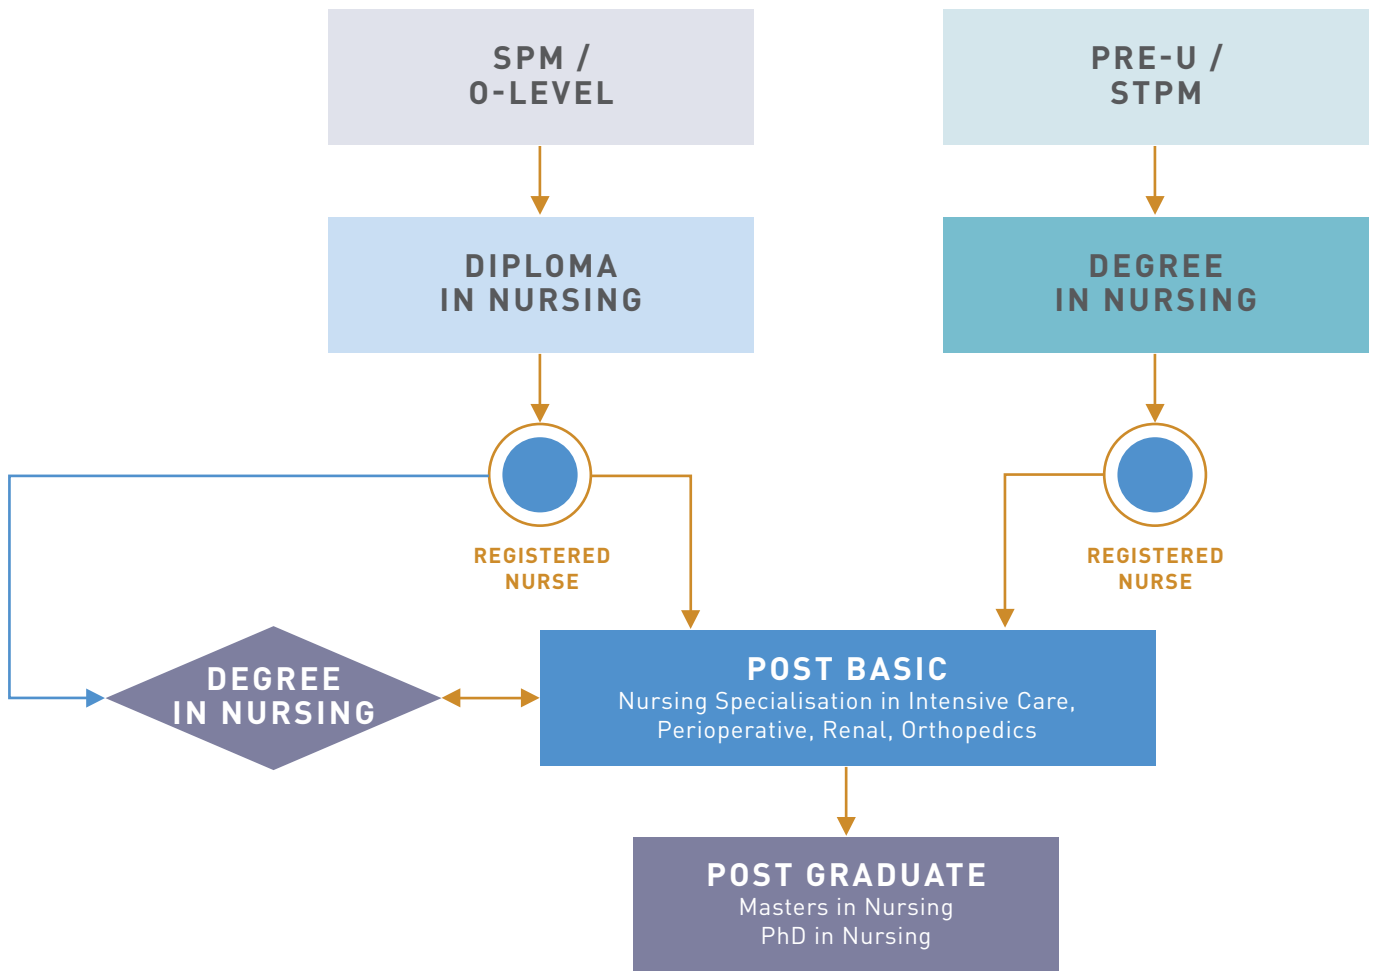 SPM /
O-LEVEL
PRE-U /
STPM
DIPLOMA
IN NURSING
DEGREE
IN NURSING
REGISTERED
NURSE
REGISTERED
NURSE
DEGREE
IN NURSING
POST BASIC
Nursing Specialisation in Intensive Care,
Perioperative, Renal, Orthopedics
POST GRADUATE
Masters in Nursing
PhD in Nursing